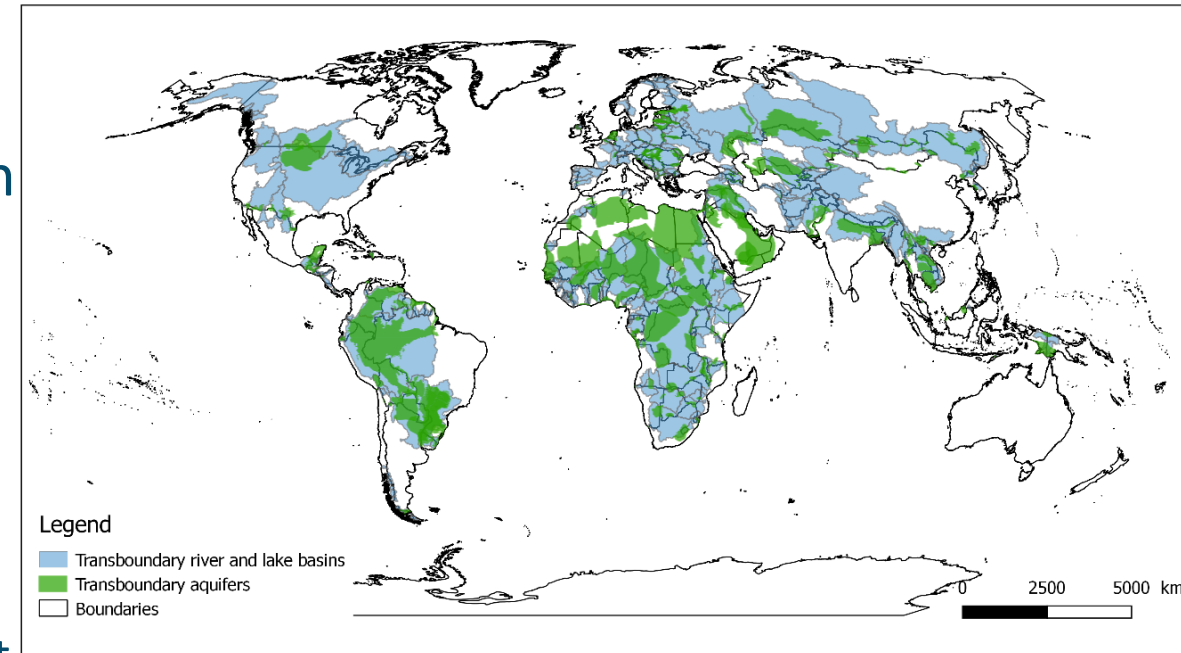 n
Legend
Transboundary river and lake basins
Transboundary aquifers
Boundaries
0 2500 5000 km
t